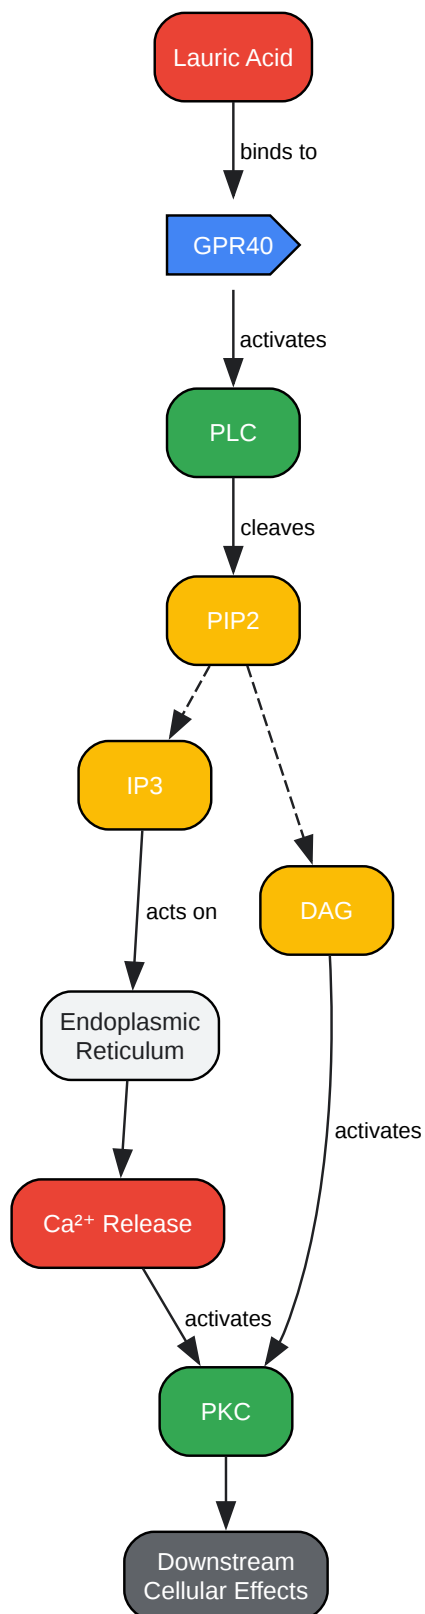 Lauric Acid
binds to
GPR40
activates
PLC
cleaves
PIP2
IP3
DAG
acts on
Endoplasmic
Reticulum
activates
Ca²⁺ Release
activates
PKC
Downstream
Cellular Effects